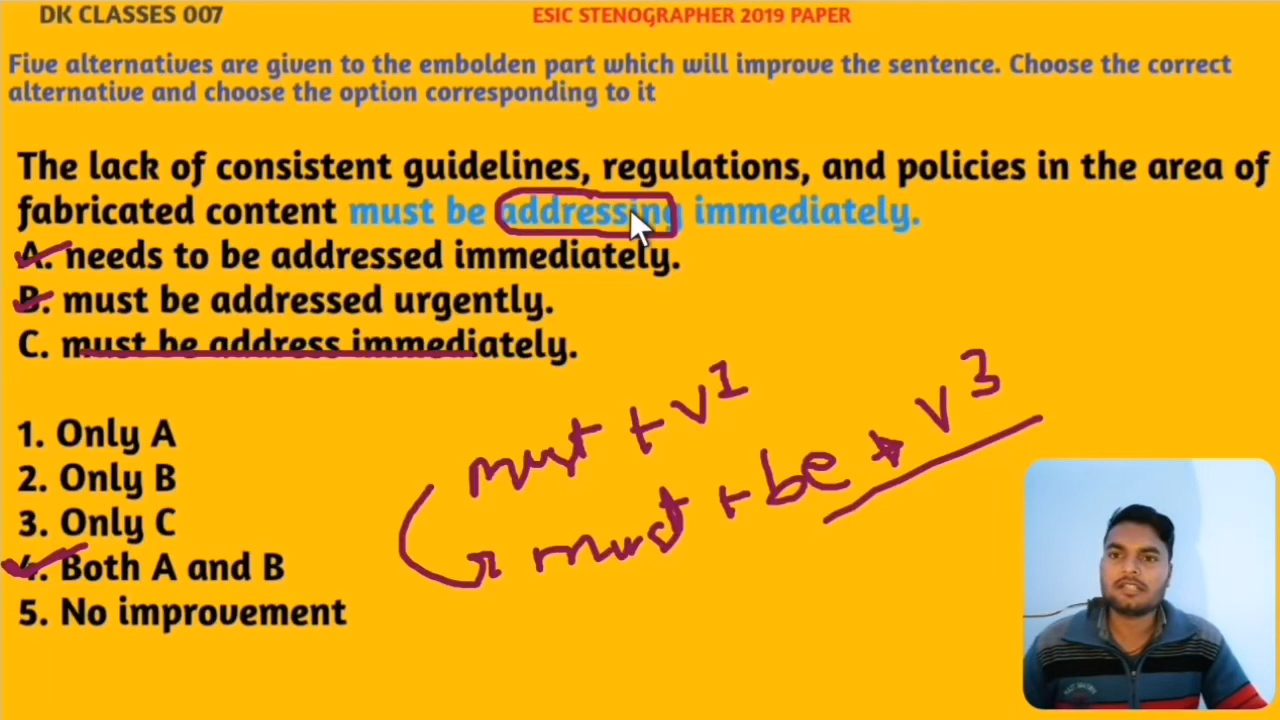 DK CLASSES 007
ESIC STENOGRAPHER 2019 PAPER
Five alternatives are given to the embolden part which will improve the sentence. Choose the correct
alternative and choose the option corresponding to it
The lack of consistent guidelines, regulations, and policies in the area of
fabricated content must be addressing immediately.
A. needs to be addressed immediately.
B. must be addressed urgently.
C. must be address immediately.
1. Only A
2. Only B
3. Only C
4. Both A and B
5. No improvement
must + V1
must + be + V3